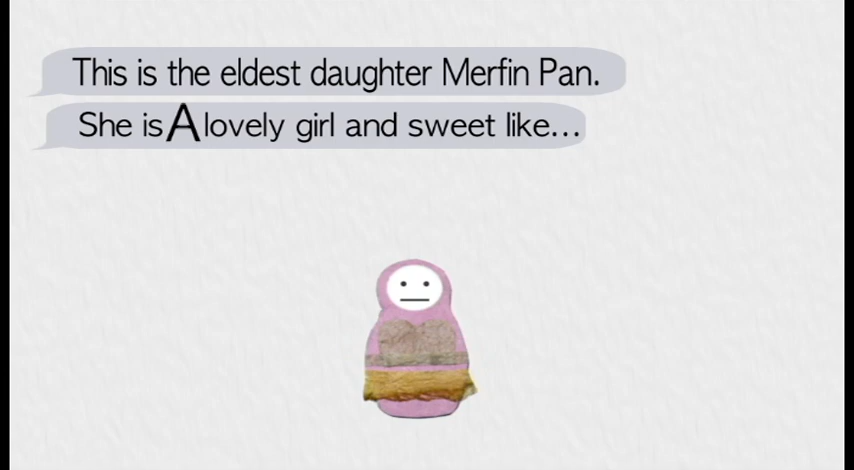 This is the eldest daughter Merfin Pan.
She is A lovely girl and sweet like...